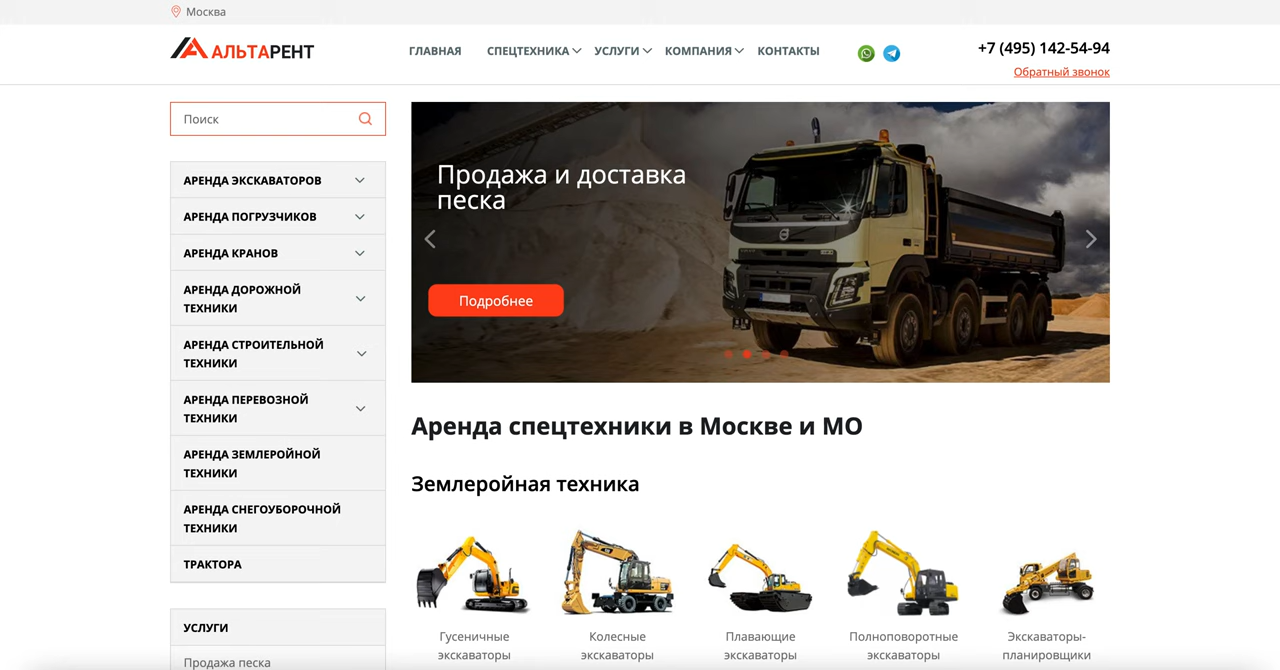 Москва
АЛЬТАРЕНТ
ГЛАВНАЯ СПЕЦТЕХНИКА УСЛУГИ КОМПАНИЯ КОНТАКТЫ
+7 (495) 142-54-94
Обратный звонок
Поиск
АРЕНДА ЭКСКАВАТОРОВ
АРЕНДА ПОГРУЗЧИКОВ
АРЕНДА КРАНОВ
АРЕНДА ДОРОЖНОЙ
ТЕХНИКИ
АРЕНДА СТРОИТЕЛЬНОЙ
ТЕХНИКИ
АРЕНДА ПЕРЕВОЗНОЙ
ТЕХНИКИ
АРЕНДА ЗЕМЛЕРОЙНОЙ
ТЕХНИКИ
АРЕНДА СНЕГОУБОРОЧНОЙ
ТЕХНИКИ
ТРАКТОРА
УСЛУГИ
Продажа песка
Продажа и доставка
песка
Подробнее
Аренда спецтехники в Москве и МО
Землеройная техника
Гусеничные
экскаваторы
Колесные
экскаваторы
Плавающие
экскаваторы
Полноповоротные
экскаваторы
Экскаваторы-
планировщики